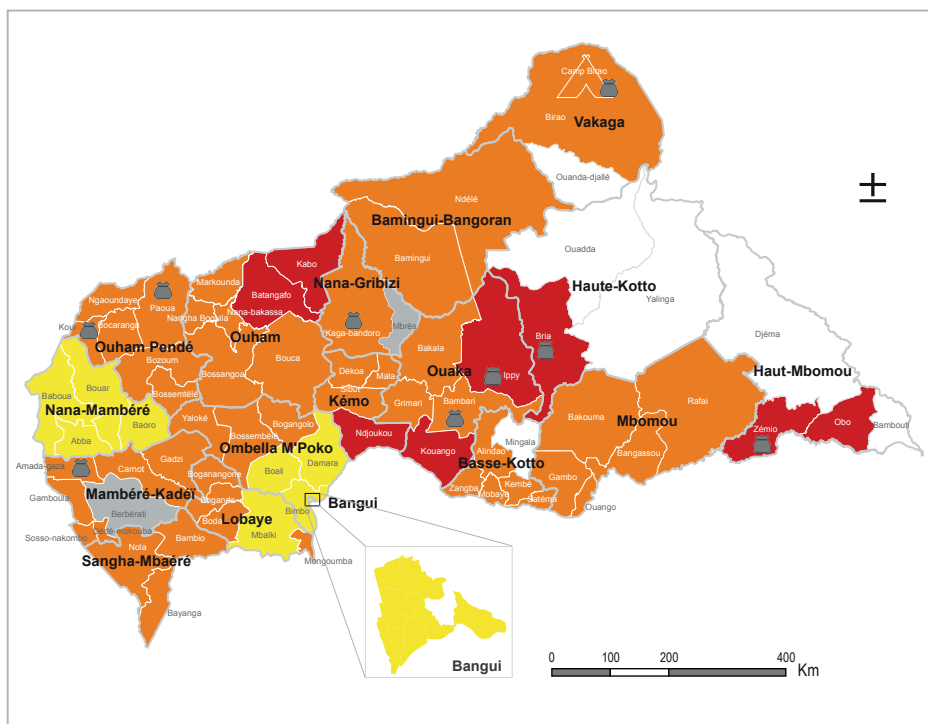 Camp Birao
Birao
Vakaga
Ouanda-djallé
±
Ndélé
Bamingui-Bangoran
Ouadda
Bamingui
Kabo
Markounda
Nana-Gribizi
Haute-Kotto
Yalinga
Ngaoundaye
Paoua
Batangafo
Nana-bakassa
Nangha Boguila
Koui
Bocaranga
Kaga-bandoro
Mbrès
Bria
Djéma
Ouham
Ouham Pendé
Bouca
Bakala
Bozoum
Bossangoa
Ouaka
Ippy
Haut-Mbomou
Dékoa
Mala
Bouar
Baboua
Bossemtélé
Sibut
Kémo
Grimari
Bambari
Rafai
Nana-Mambéré
Baoro
Yaloké
Bogangolo
Bakouma
Mbomou
Zémio
Obo
Bambouti
Abba
Bossembélé
Ombella M'Poko
Ndjoukou
Kouango
Mingala
Alindao
Bangassou
Damara
Basse-Kotto
Amada-gaza
Carnot
Gadzi
Boali
Boganangone
Zangba
Mobaye
Kembé
Satéma
Gambo
Gamboula
Mambéré-Kadéï
Boganda
Bangui
Ouango
Berbérati
Lobaye
Bimbo
Boda
Dédé-mokouba
Sosso-nakombo
Nola
Bambio
Mbaïki
Sangha-Mbaéré
Mongoumba
Bayanga
Bangui
0 100 200 400
Km